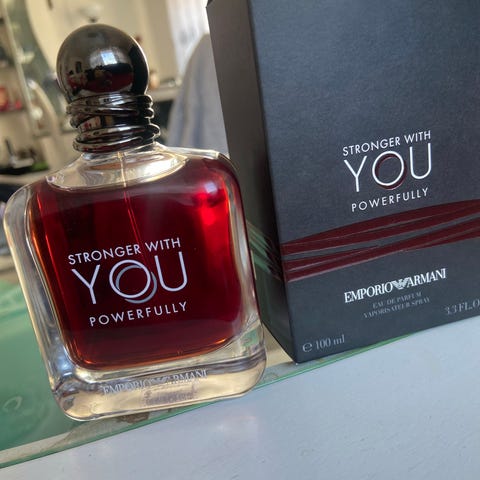 STRONGER WITH
YOU
POWERFULLY
EMPORIO ARMANI
STRONGER WITH
YOU
POWERFULLY
EMPORIO ARMANI
EAU DE PARFUM
VAPORISATEUR SPRAY
e 100 ml
3.3 FL.O